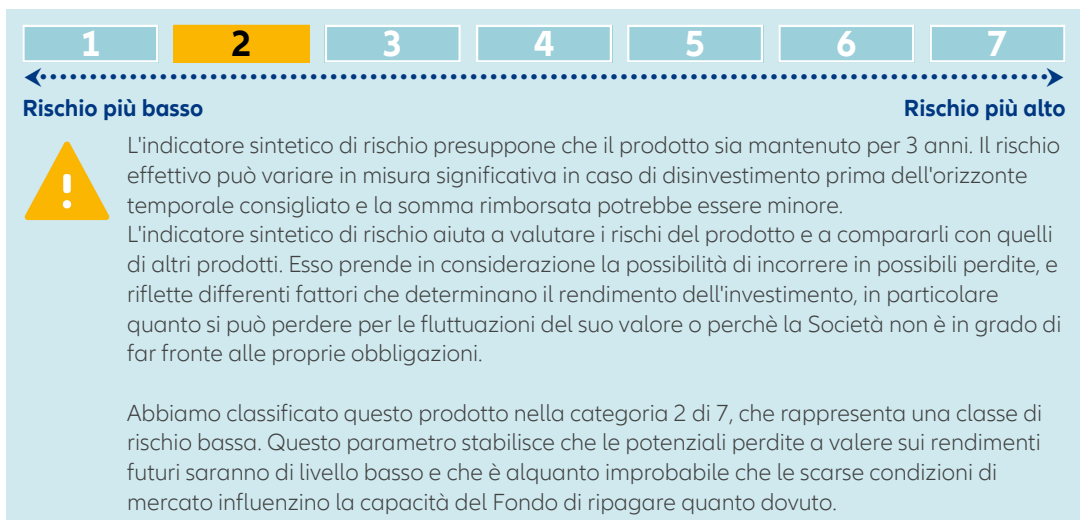 1 2 3 4 5 6 7
Rischio più basso Rischio più alto
L'indicatore sintetico di rischio presuppone che il prodotto sia mantenuto per 3 anni. Il rischio
effettivo può variare in misura significativa in caso di disinvestimento prima dell'orizzonte
temporale consigliato e la somma rimborsata potrebbe essere minore.
L'indicatore sintetico di rischio aiuta a valutare i rischi del prodotto e a compararli con quelli
di altri prodotti. Esso prende in considerazione la possibilità di incorrere in possibili perdite, e
riflette differenti fattori che determinano il rendimento dell'investimento, in particolare
quanto si può perdere per le fluttuazioni del suo valore o perchè la Società non è in grado di
far fronte alle proprie obbligazioni.
Abbiamo classificato questo prodotto nella categoria 2 di 7, che rappresenta una classe di
rischio bassa. Questo parametro stabilisce che le potenziali perdite a valere sui rendimenti
futuri saranno di livello basso e che è alquanto improbabile che le scarse condizioni di
mercato influenzino la capacità del Fondo di ripagare quanto dovuto.